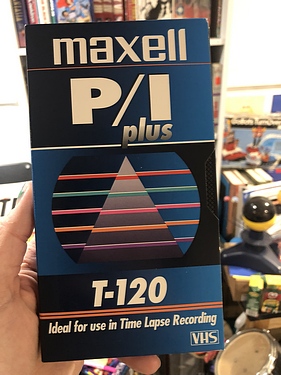 maxell
P/I
plus
T-120
Ideal for use in Time Lapse Recording
VHS